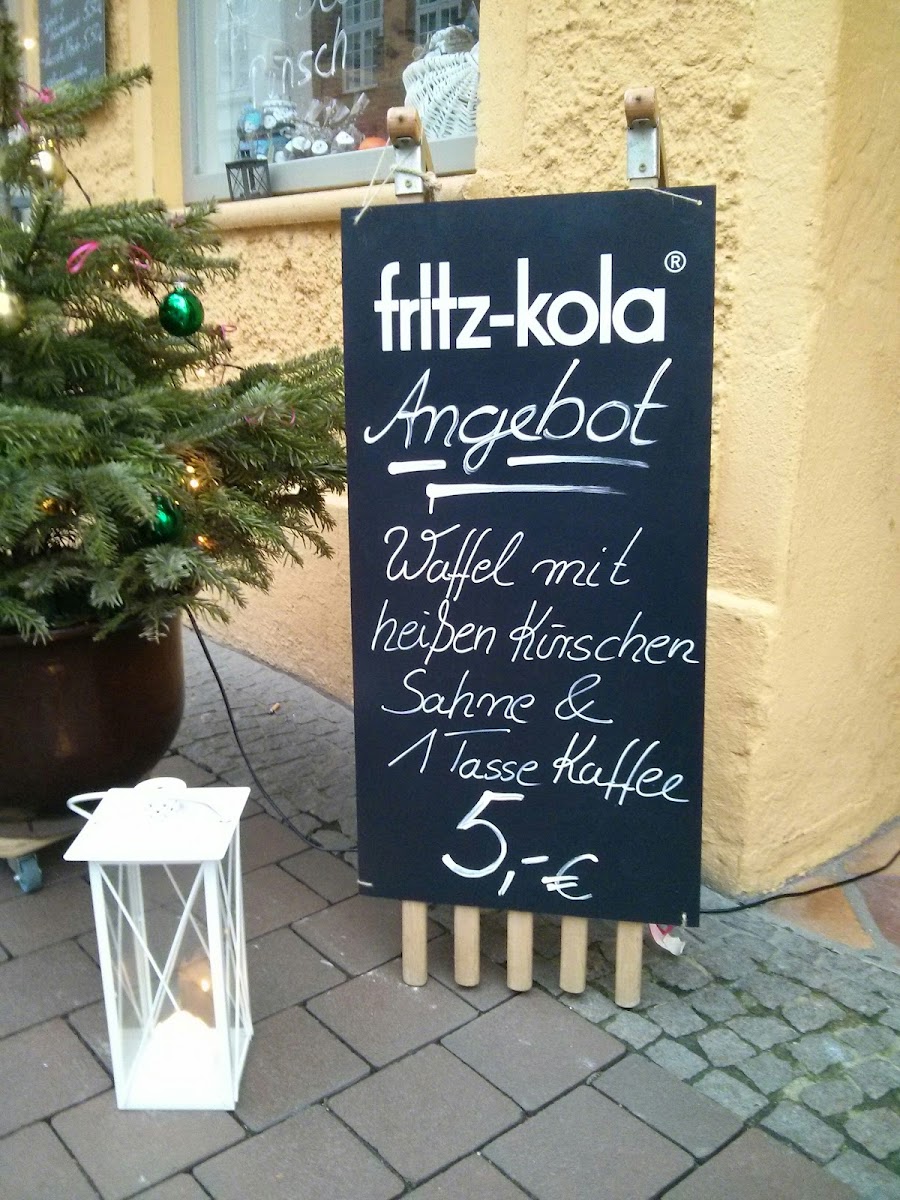 fritz-kola®
Angebot
Waffel mit
heißen Kirschen
Sahne &
1 Tasse Kaffee
5,-€